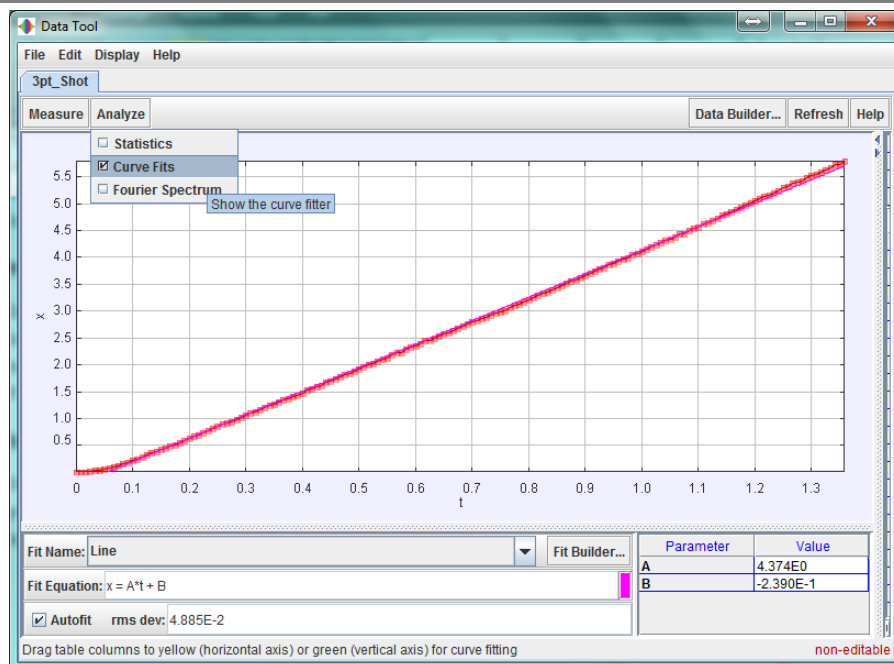 Data Tool
File Edit Display Help
3pt_Shot
Measure Analyze Data Builder... Refresh Help
Statistics
Curve Fits
Fourier Spectrum
Show the curve fitter
5.5
5.0
4.5
4.0
3.5
3.0
2.5
2.0
1.5
1.0
0.5
x
0 0.1 0.2 0.3 0.4 0.5 0.6 0.7 0.8 0.9 1.0 1.1 1.2 1.3
t
Fit Name: Line Fit Builder...
Fit Equation: x = A*t + B
Autofit rms dev: 4.885E-2
Parameter Value
A 4.374E0
B -2.390E-1
Drag table columns to yellow (horizontal axis) or green (vertical axis) for curve fitting non-editable